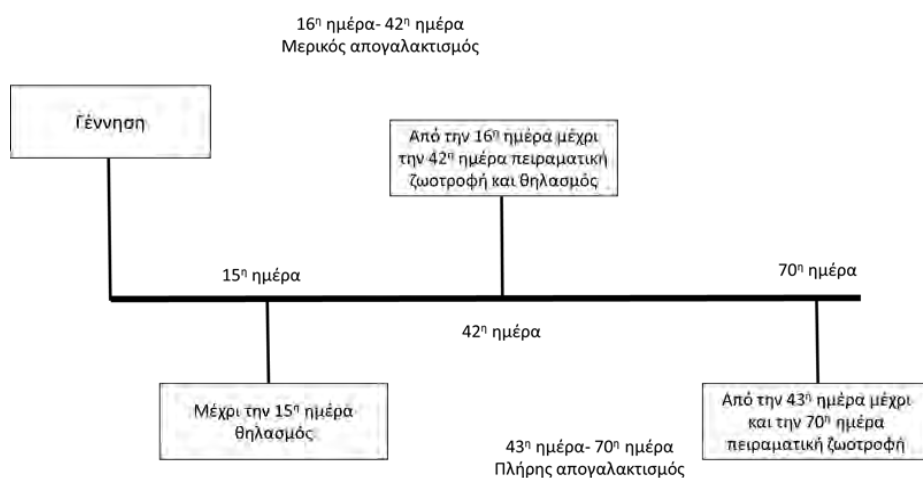 16η ημέρα- 42η ημέρα
Μερικός απογαλακτισμός
Γέννηση
Από την 16η ημέρα μέχρι
την 42η ημέρα πειραματική
ζωοτροφή και θηλασμός
15η ημέρα
70η ημέρα
42η ημέρα
Μέχρι την 15η ημέρα
θηλασμός
Από την 43η ημέρα μέχρι
και την 70η ημέρα
πειραματική ζωοτροφή
43η ημέρα- 70η ημέρα
Πλήρης απογαλακτισμός